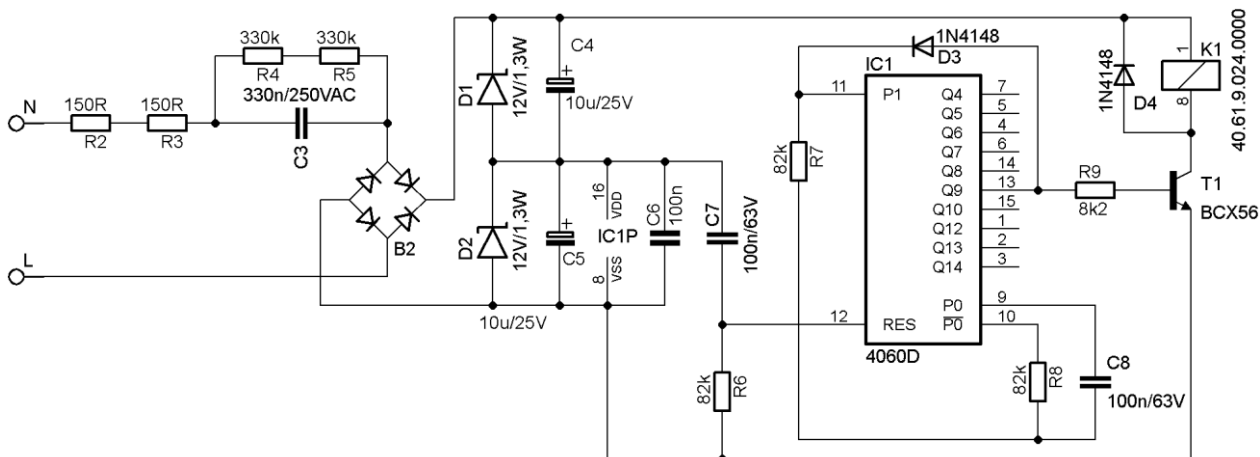 330k
R4
330k
R5
330n/250VAC
N
150R
R2
150R
R3
C3
L
B2
D1
12V/1,3W
C4
+
10u/25V
D2
12V/1,3W
+
C5
10u/25V
16
VDD
IC1P
8
VSS
C6
100n
C7
100n/63V
82k
R6
82k
R7
1N4148
D3
IC1
11
P1
12
RES
4060D
Q4
7
Q5
5
Q6
4
Q7
6
Q8
14
Q9
13
Q10
15
Q12
1
Q13
2
Q14
3
P0
9
P0
10
82k
R8
C8
100n/63V
R9
8k2
1N4148
D4
1
K1
8
40.61.9.024.000
T1
BCX56